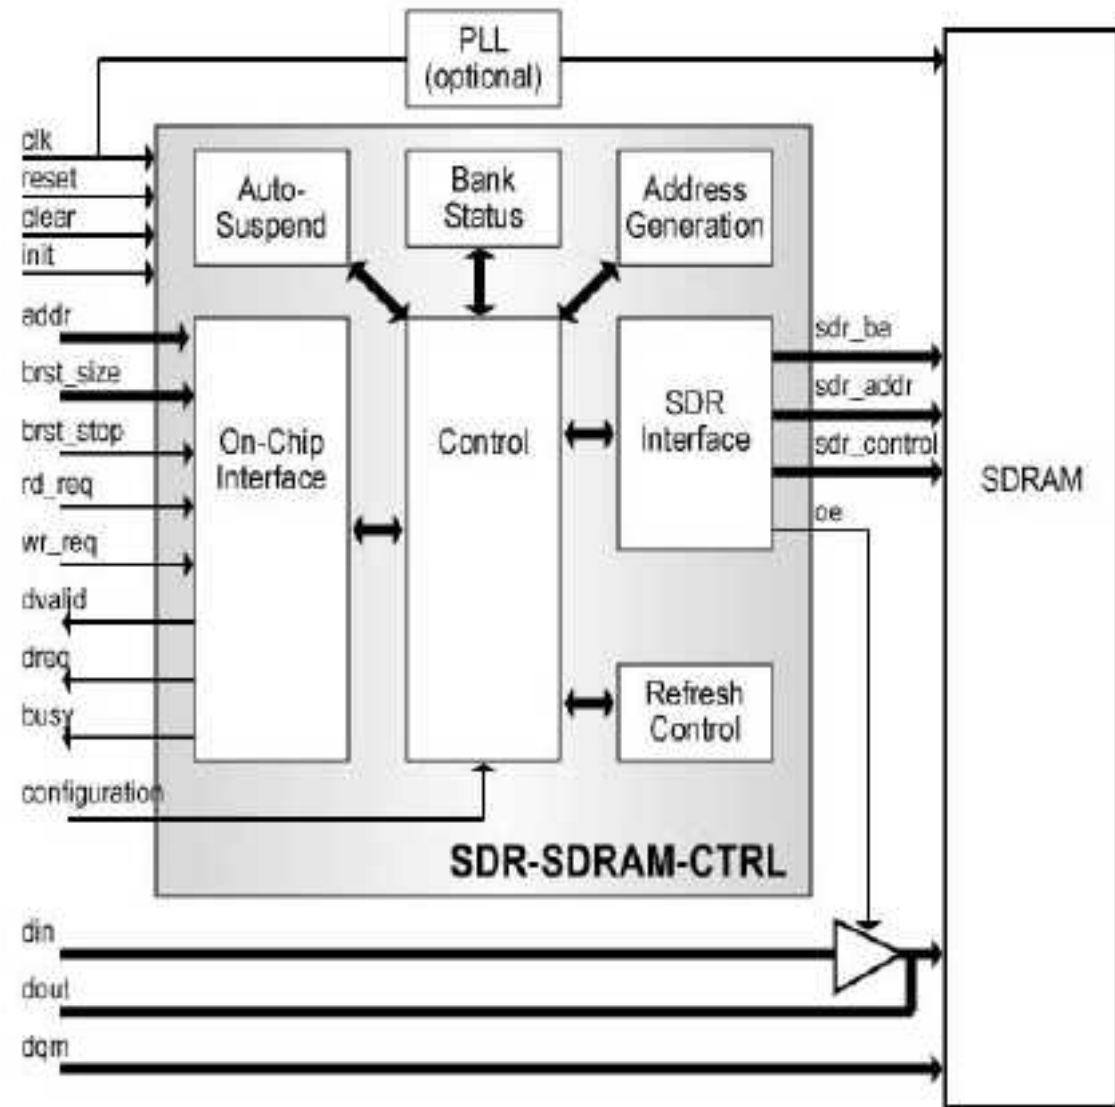 PLL
(optional)
clk
reset
clear
init
Auto-
Suspend
Bank
Status
Address
Generation
addr
brst_size
brst_stop
rd_req
wr_req
dvalid
dreq
busy
configuration
On-Chip
Interface
Control
SDR
Interface
sdr_ba
sdr_addr
sdr_control
oe
SDRAM
Refresh
Control
SDR-SDRAM-CTRL
din
dout
dqm